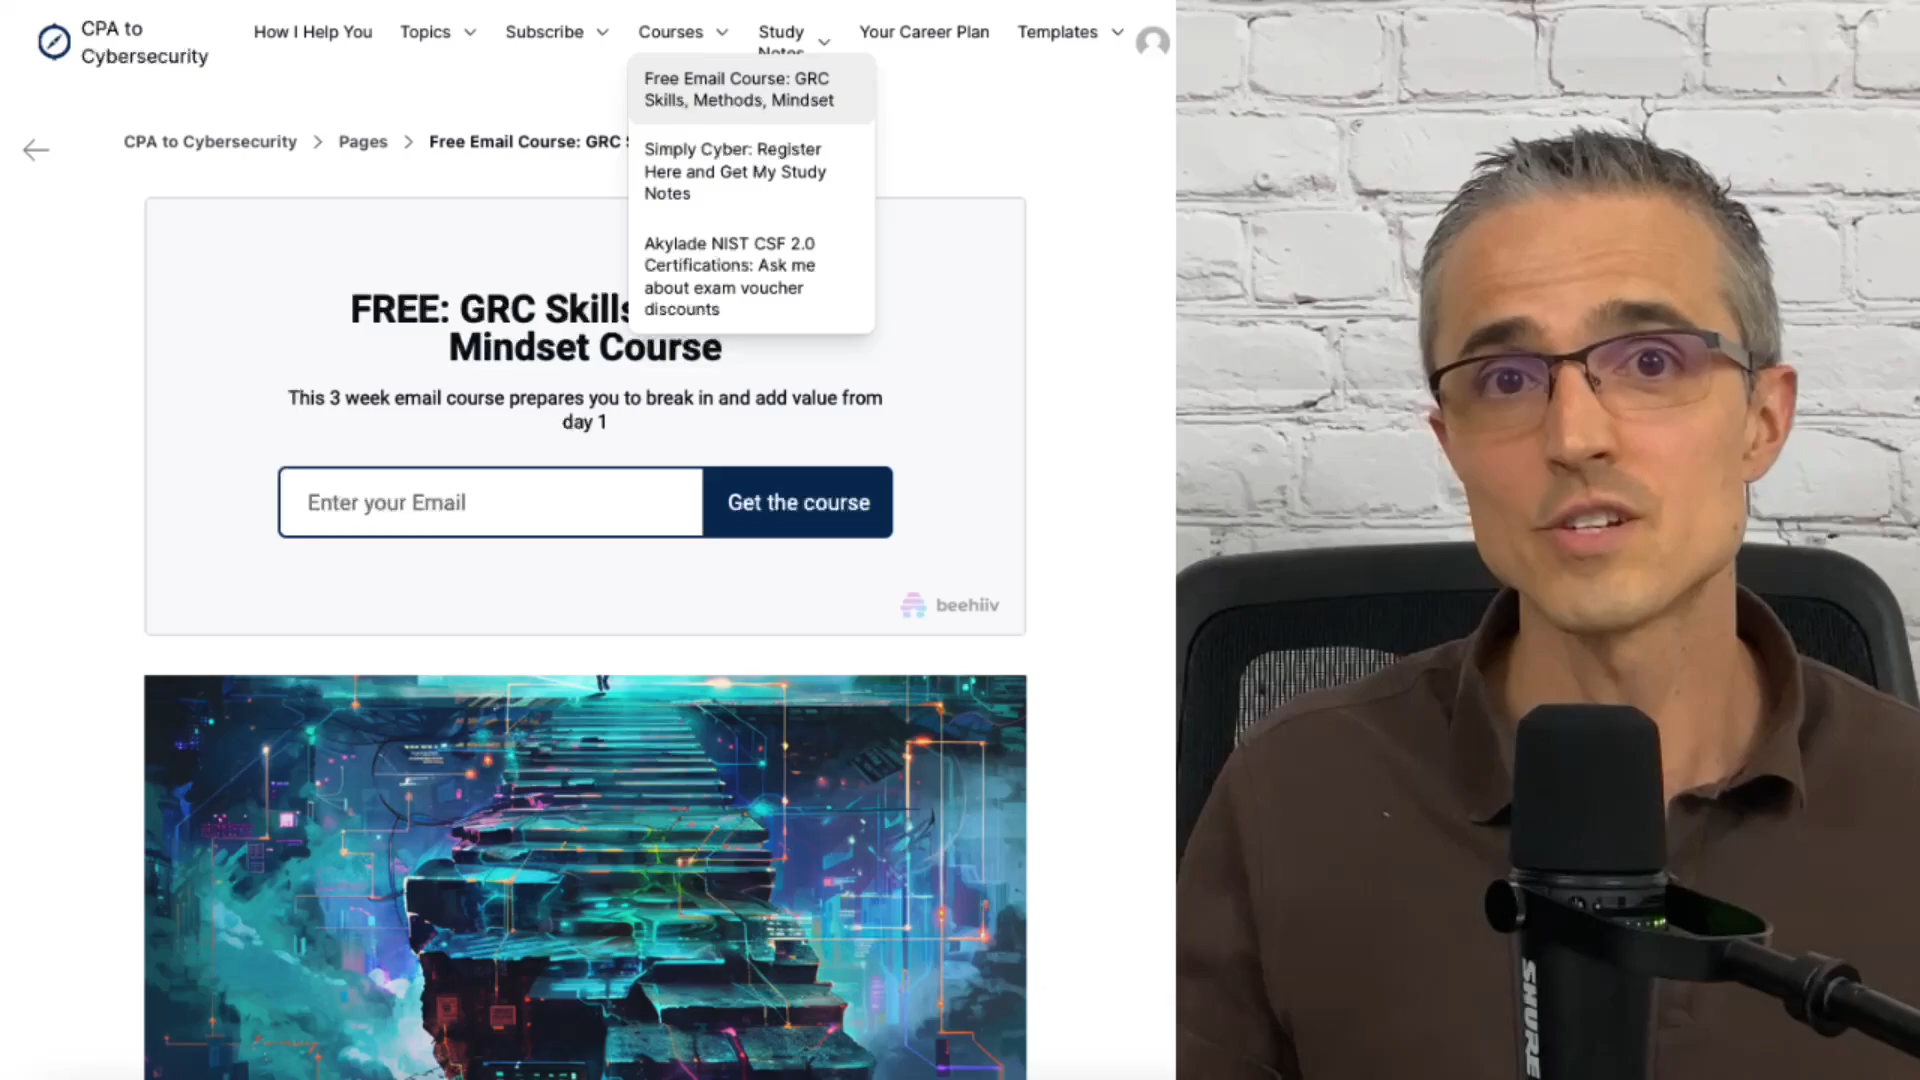 CPA to
Cybersecurity
How I Help You
Topics
Subscribe
Courses
Study
Notes
Your Career Plan
Templates
Free Email Course: GRC
Skills, Methods, Mindset
Simply Cyber: Register
Here and Get My Study
Notes
Akylade NIST CSF 2.0
Certifications: Ask me
about exam voucher
discounts
CPA to Cybersecurity > Pages > Free Email Course: GRC
FREE: GRC Skills
Mindset Course
This 3 week email course prepares you to break in and add value from
day 1
Enter your Email
Get the course
beehiiv
SHURE